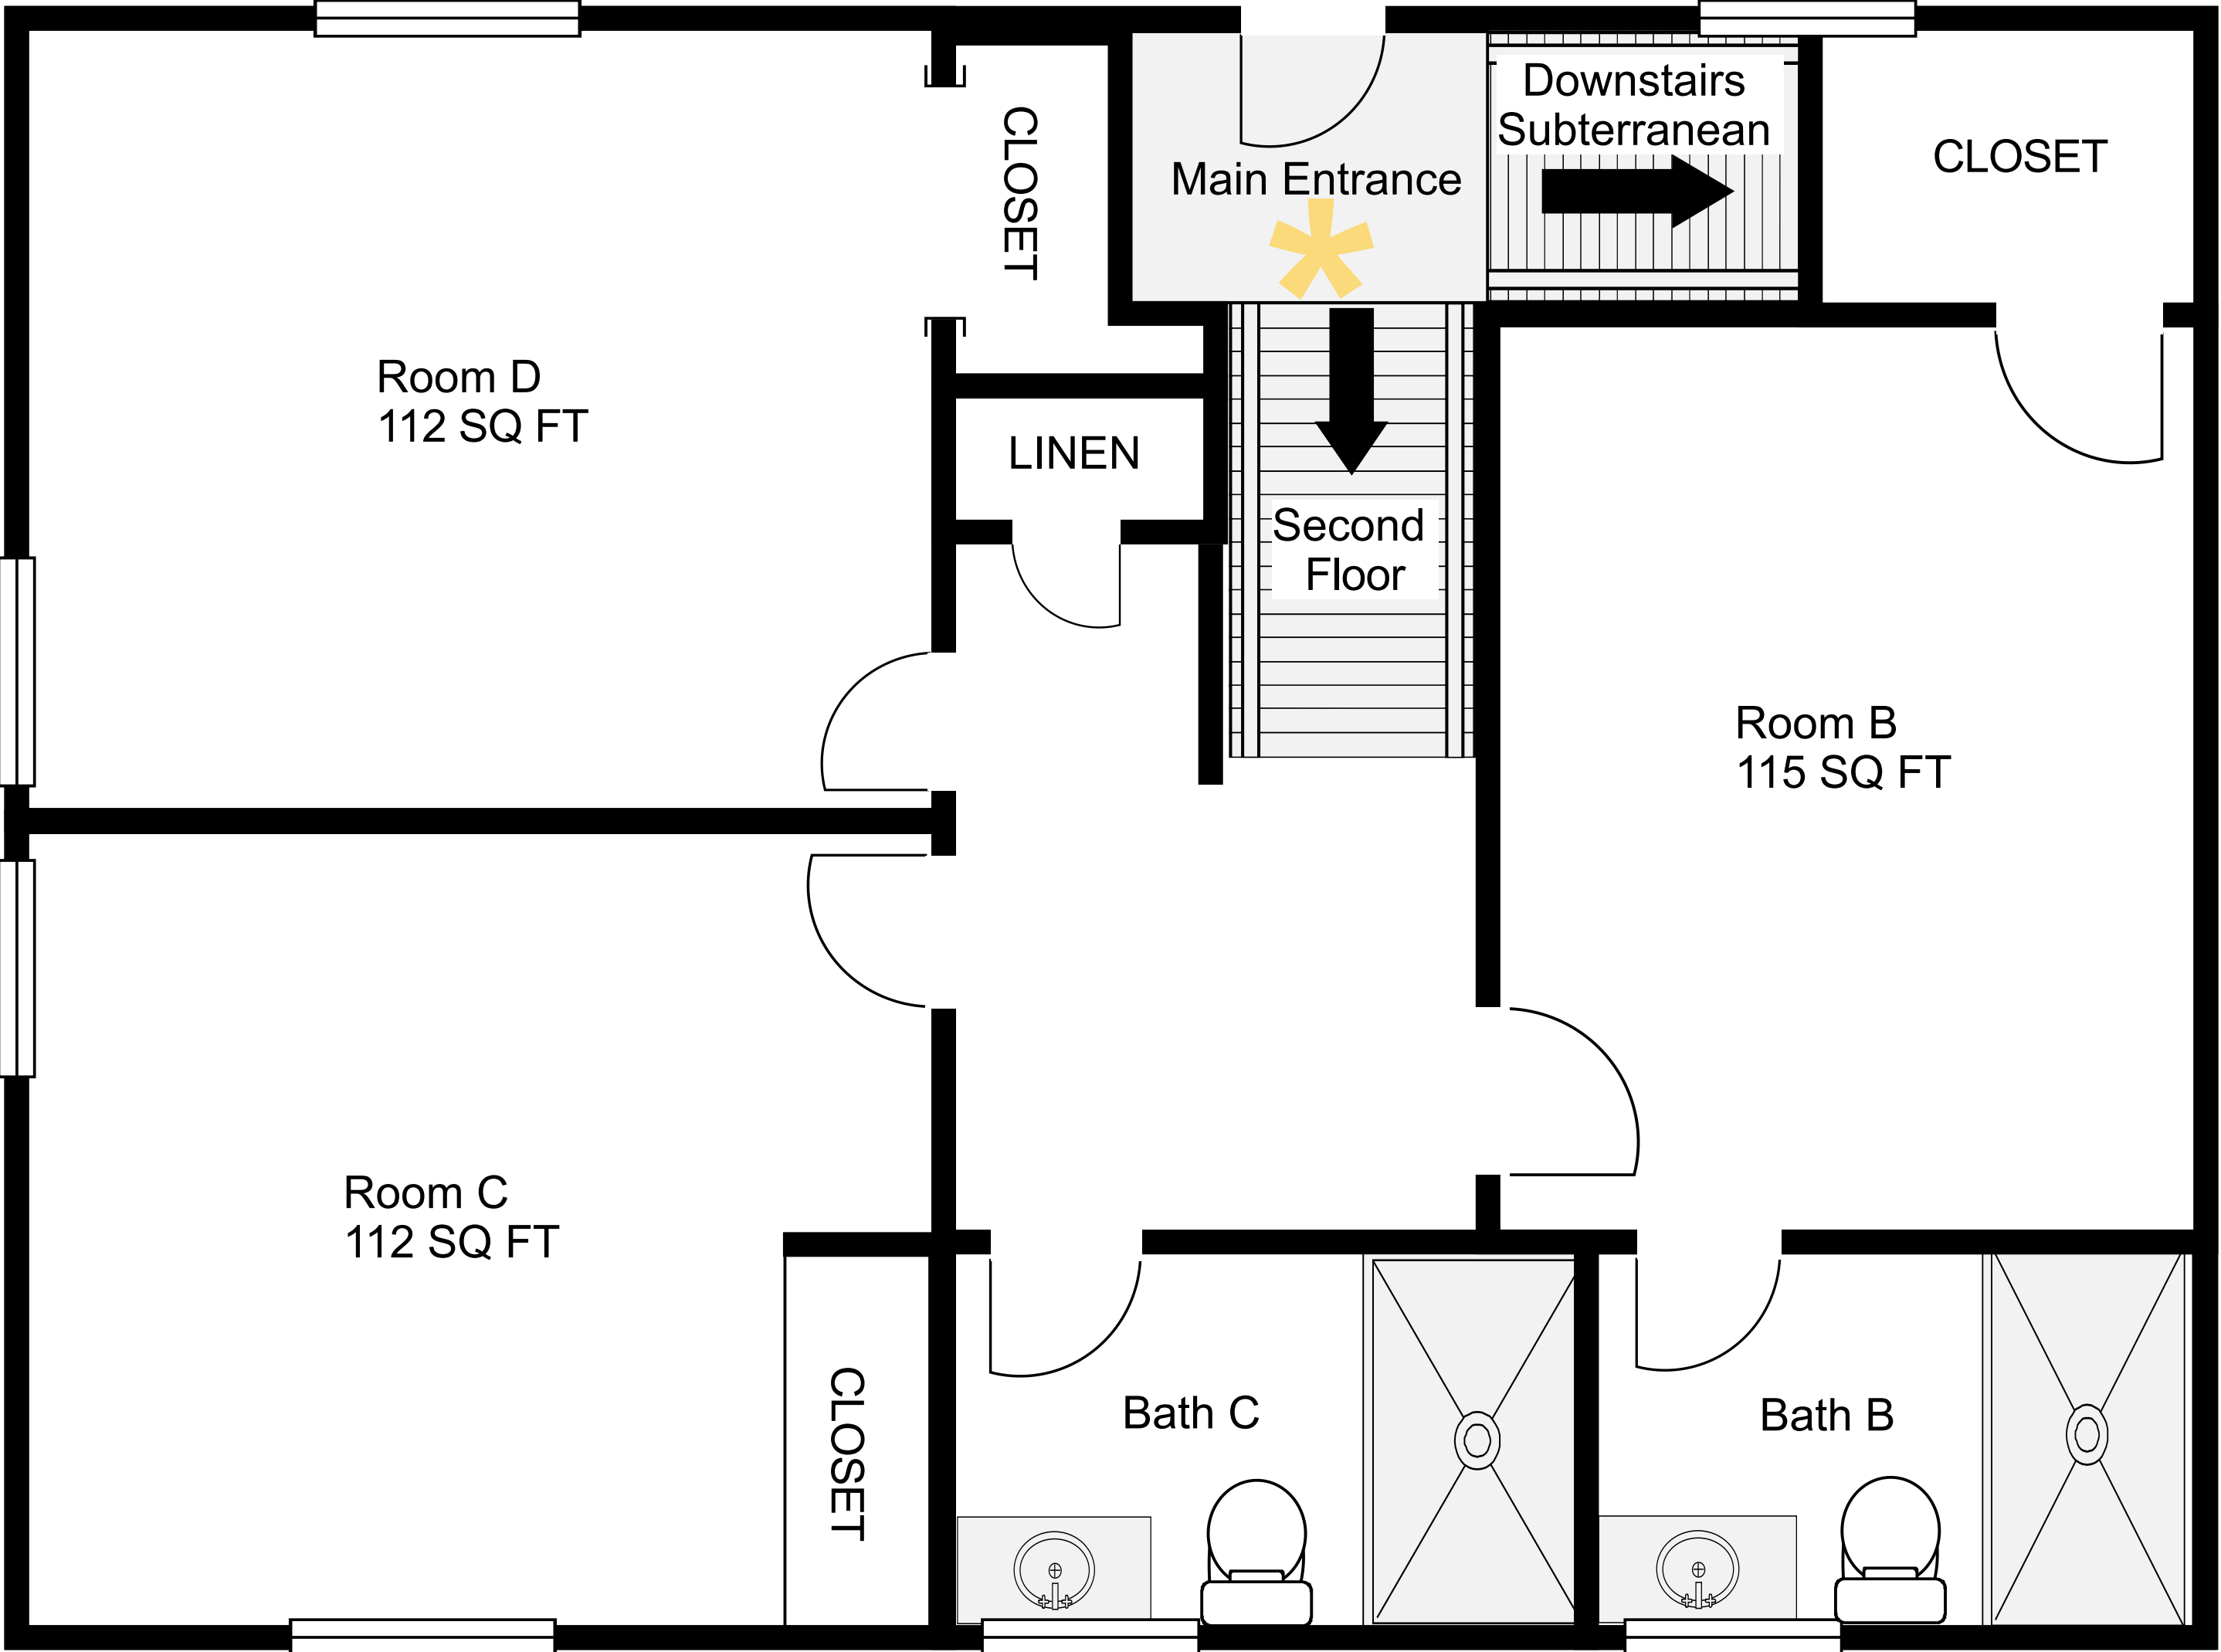 Downstairs
Subterranean
Main Entrance
CLOSET
CLOSET
Room D
112 SQ FT
LINEN
Second
Floor
Room B
115 SQ FT
Room C
112 SQ FT
CLOSET
Bath C
Bath B